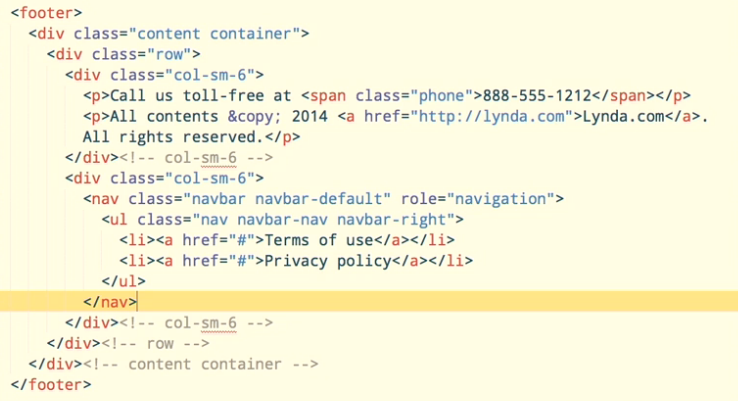 <footer>
<div class="content container">
<div class="row">
<div class="col-sm-6">
<p>Call us toll-free at <span class="phone">888-555-1212</span></p>
<p>All contents &copy; 2014 <a href="http://lynda.com">Lynda.com</a>.
All rights reserved.</p>
</div><!-- col-sm-6 -->
<div class="col-sm-6">
<nav class="navbar navbar-default" role="navigation">
<ul class="nav navbar-nav navbar-right">
<li><a href="#">Terms of use</a></li>
<li><a href="#">Privacy policy</a></li>
</ul>
</nav>
</div><!-- col-sm-6 -->
</div><!-- row -->
</div><!-- content container -->
</footer>